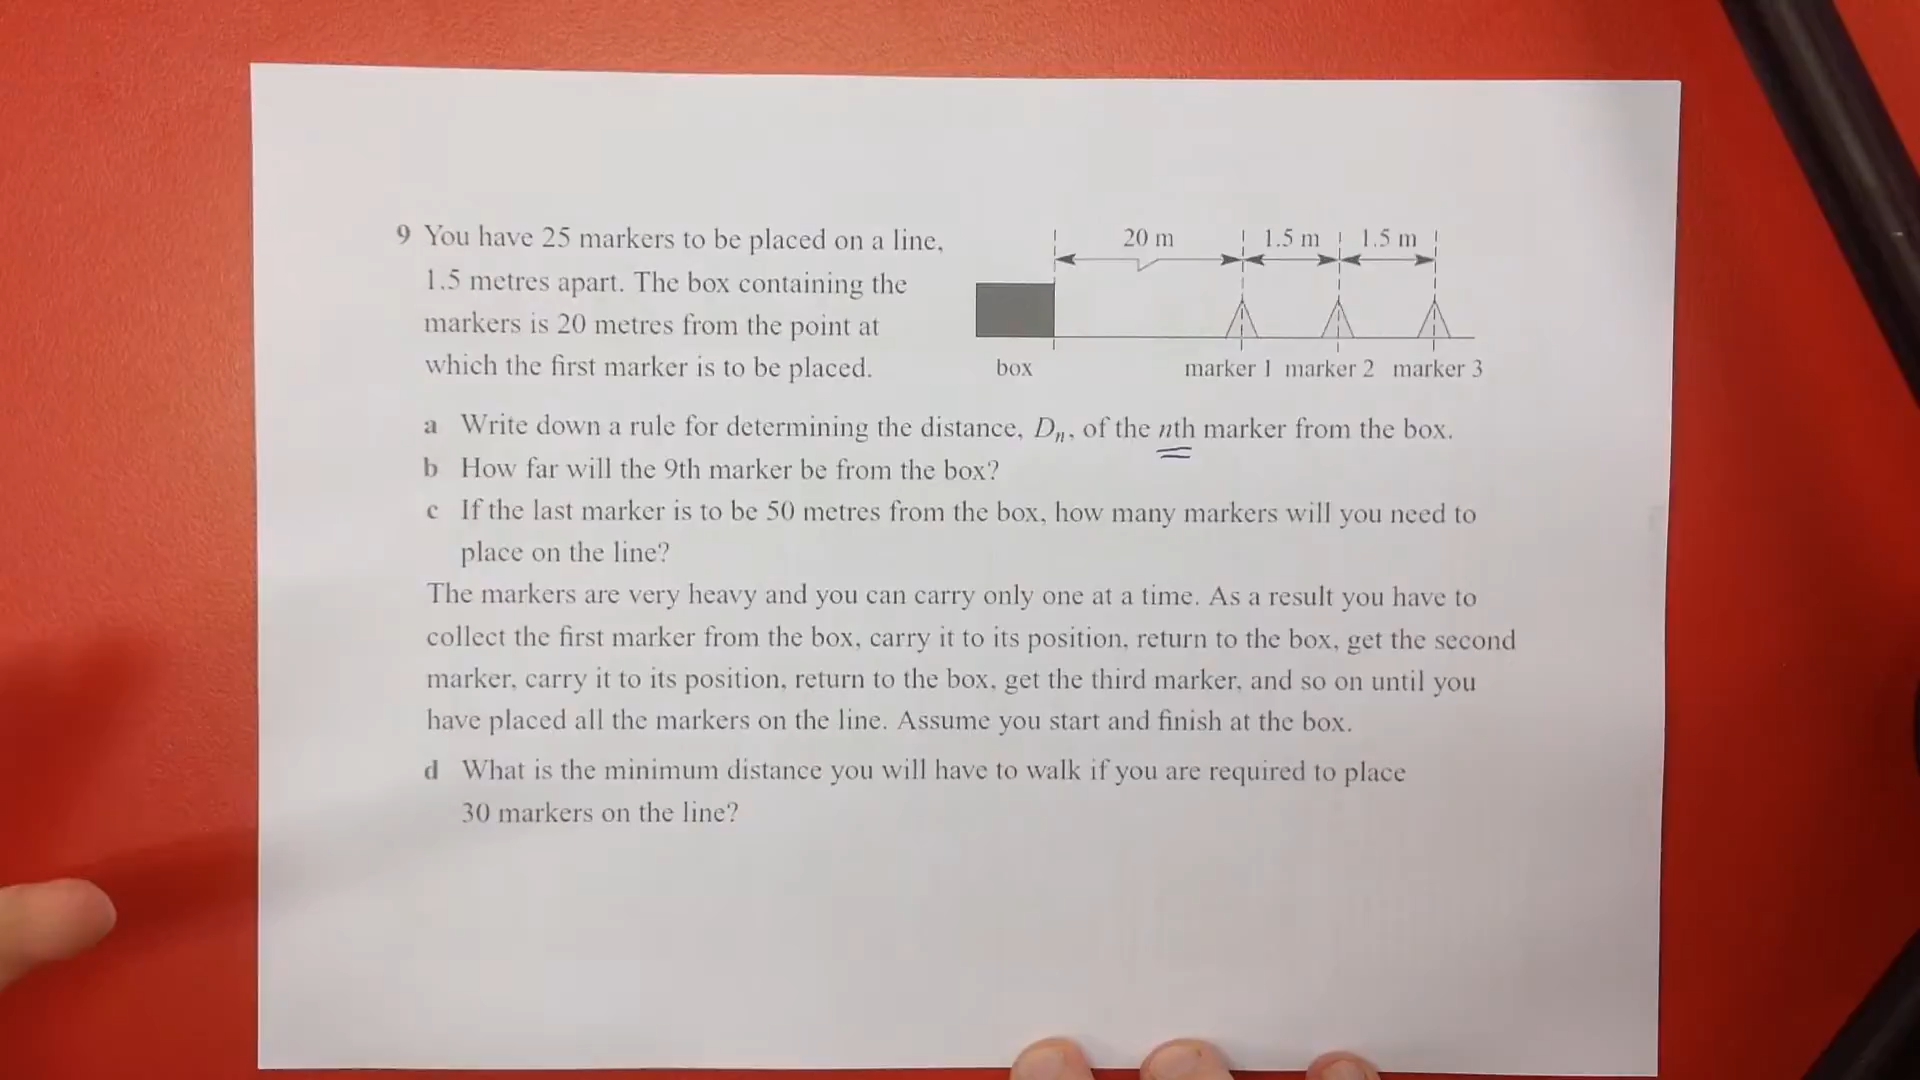 9 You have 25 markers to be placed on a line,
1.5 metres apart. The box containing the
markers is 20 metres from the point at
which the first marker is to be placed.
20 m 1.5 m 1.5 m
box marker 1 marker 2 marker 3
a Write down a rule for determining the distance, Dn, of the nth marker from the box.
b How far will the 9th marker be from the box?
c If the last marker is to be 50 metres from the box, how many markers will you need to
place on the line?
The markers are very heavy and you can carry only one at a time. As a result you have to
collect the first marker from the box, carry it to its position, return to the box, get the second
marker, carry it to its position, return to the box, get the third marker, and so on until you
have placed all the markers on the line. Assume you start and finish at the box.
d What is the minimum distance you will have to walk if you are required to place
30 markers on the line?